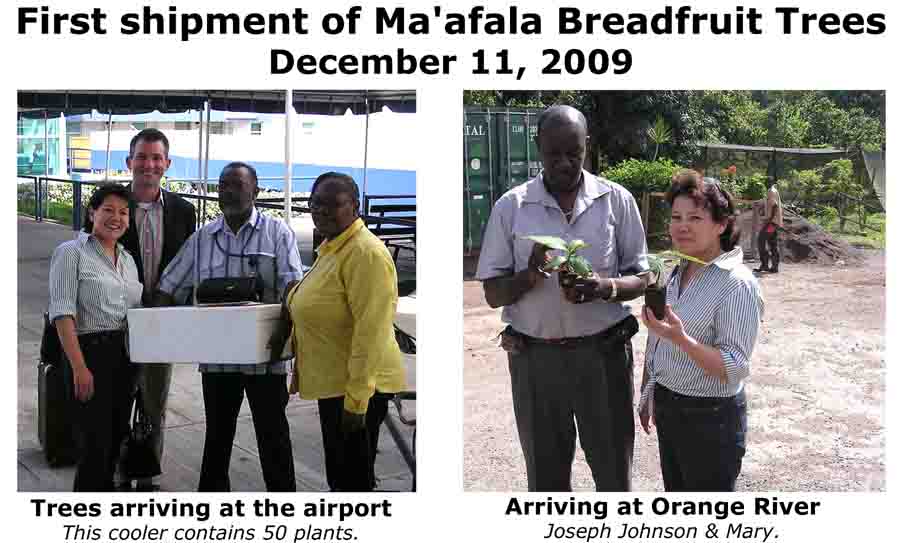 First shipment of Ma'afala Breadfruit Trees
December 11, 2009
Trees arriving at the airport
This cooler contains 50 plants.
Arriving at Orange River
Joseph Johnson & Mary.